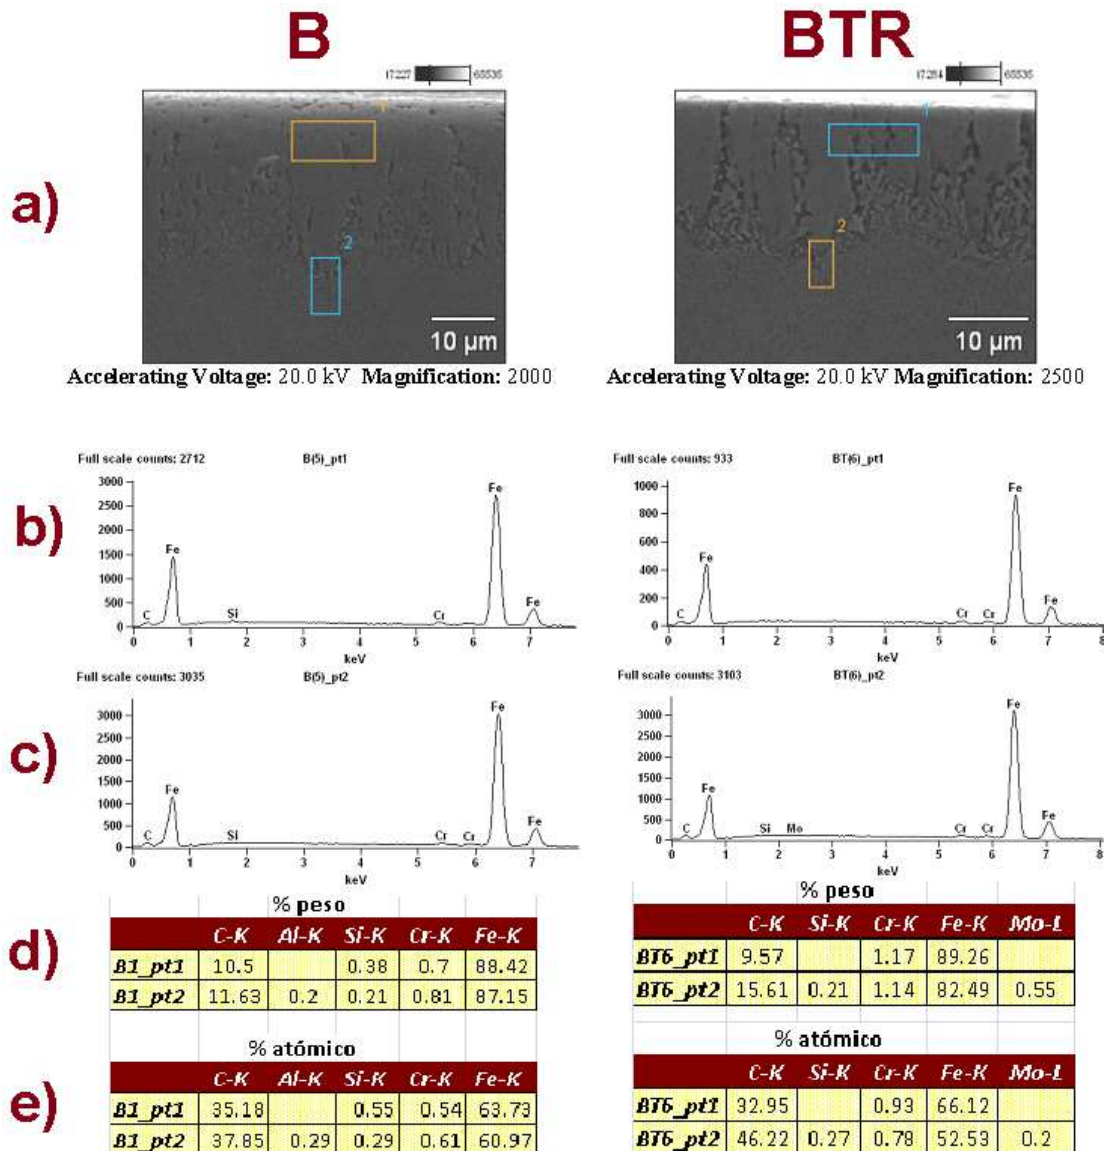 B
BTR
17227 65535
17284 65535
a)
1
2
10 µm
1
2
10 µm
Accelerating Voltage: 20.0 kV Magnification: 2000
Accelerating Voltage: 20.0 kV Magnification: 2500
b)
Full scale counts: 2712 B(5)_pt1
3000
2500
2000
1500
1000
500
0
C Fe Si Cr Fe Fe
0 1 2 3 4 5 6 7
keV
Full scale counts: 933 BT(6)_pt1
1000
800
600
400
200
0
C Fe Cr Cr Fe Fe
0 1 2 3 4 5 6 7 8
keV
c)
Full scale counts: 3035 B(5)_pt2
3000
2500
2000
1500
1000
500
0
C Fe Si Cr Cr Fe Fe
0 1 2 3 4 5 6 7
keV
Full scale counts: 3103 BT(6)_pt2
3000
2500
2000
1500
1000
500
0
C Fe Si Mo Cr Cr Fe Fe
0 1 2 3 4 5 6 7 8
keV
d)
% peso
C-K Al-K Si-K Cr-K Fe-K
B1_pt1 10.5 0.38 0.7 88.42
B1_pt2 11.63 0.2 0.21 0.81 87.15
% peso
C-K Si-K Cr-K Fe-K Mo-L
BT6_pt1 9.57 1.17 89.26
BT6_pt2 15.61 0.21 1.14 82.49 0.55
e)
% atómico
C-K Al-K Si-K Cr-K Fe-K
B1_pt1 35.18 0.55 0.54 63.73
B1_pt2 37.85 0.29 0.29 0.61 60.97
% atómico
C-K Si-K Cr-K Fe-K Mo-L
BT6_pt1 32.95 0.93 66.12
BT6_pt2 46.22 0.27 0.78 52.53 0.2